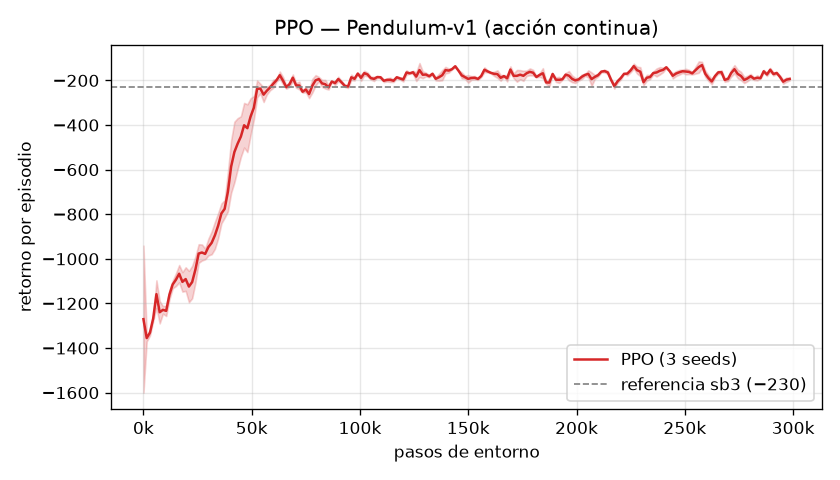 PPO — Pendulum-v1 (acción continua)
retorno por episodio
−200
−400
−600
−800
−1000
−1200
−1400
−1600
0k
50k
100k
150k
200k
250k
300k
pasos de entorno
PPO (3 seeds)
referencia sb3 (−230)